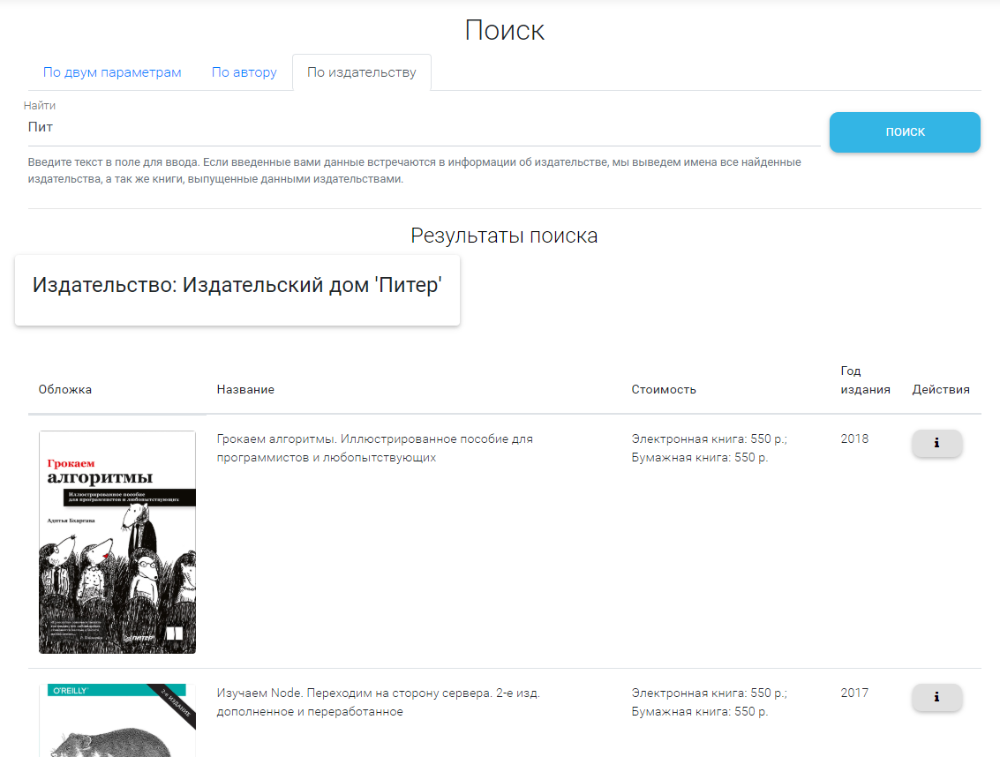 Поиск
По двум параметрам
По автору
По издательству
Найти
Пит
ПОИСК
Введите текст в поле для ввода. Если введенные вами данные встречаются в информации об издательстве, мы выведем имена все найденные
издательства, а так же книги, выпущенные данными издательствами.
Результаты поиска
Издательство: Издательский дом 'Питер'
Обложка
Название
Стоимость
Год
издания
Действия
Грокаем
алгоритмы
Иллюстрированное пособие
для программистов и любопытствующих
Адитья Бхаргава
ПИТЕР
Грокаем алгоритмы. Иллюстрированное пособие для
программистов и любопытствующих
Электронная книга: 550 р.;
Бумажная книга: 550 р.
2018
i
O'REILLY
2-е ИЗДАНИЕ
Изучаем Node. Переходим на сторону сервера. 2-е изд.
дополненное и переработанное
Электронная книга: 550 р.;
Бумажная книга: 550 р.
2017
i